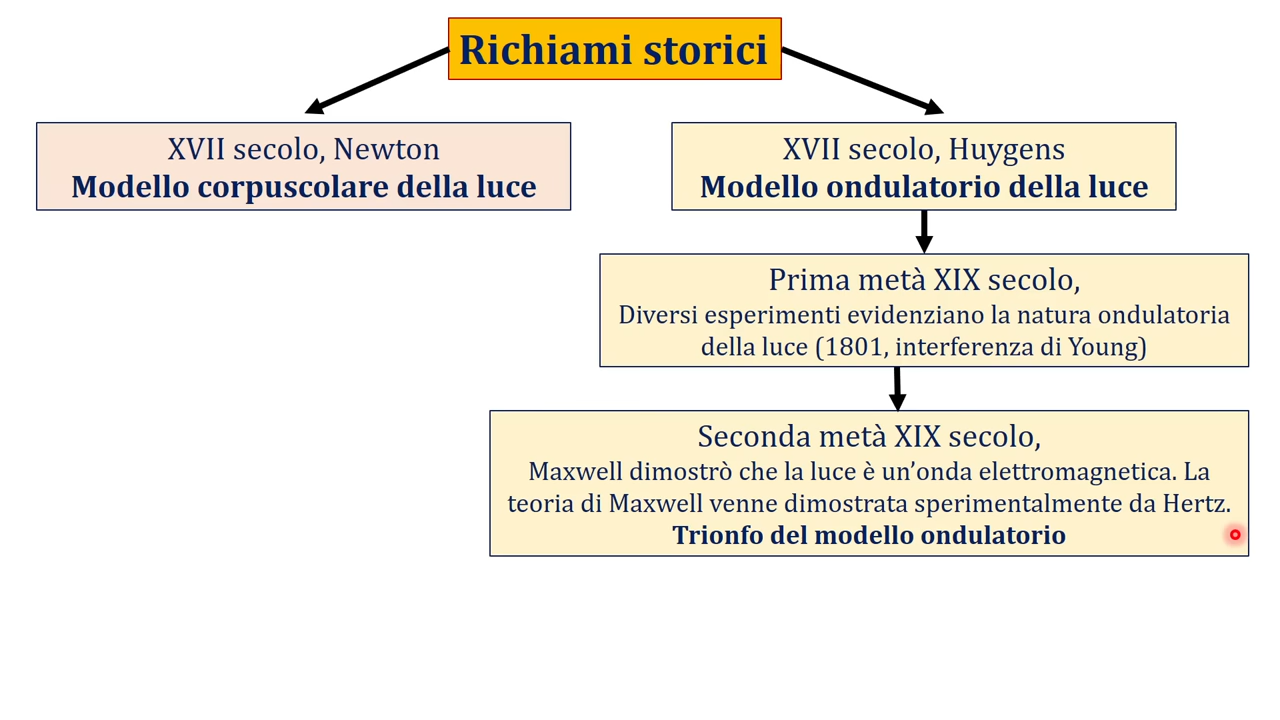 Richiami storici
XVII secolo, Newton
Modello corpuscolare della luce
XVII secolo, Huygens
Modello ondulatorio della luce
Prima metà XIX secolo,
Diversi esperimenti evidenziano la natura ondulatoria
della luce (1801, interferenza di Young)
Seconda metà XIX secolo,
Maxwell dimostrò che la luce è un’onda elettromagnetica. La
teoria di Maxwell venne dimostrata sperimentalmente da Hertz.
Trionfo del modello ondulatorio